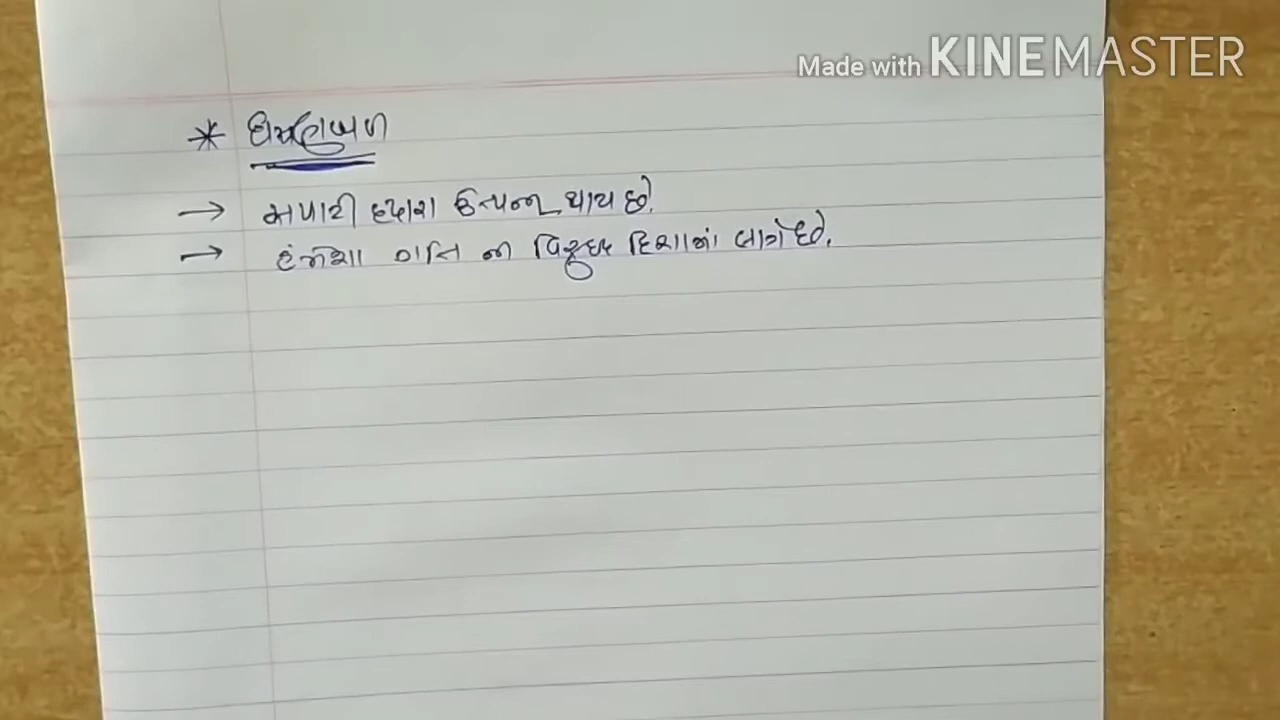 Made with KINEMASTER
* ઘર્ષણબળ
→ સપાટી દ્વારા ઉત્પન્ન થાય છે.
→ હંમેશા ગતિ ની વિરુદ્ધ દિશામાં લાગે છે.